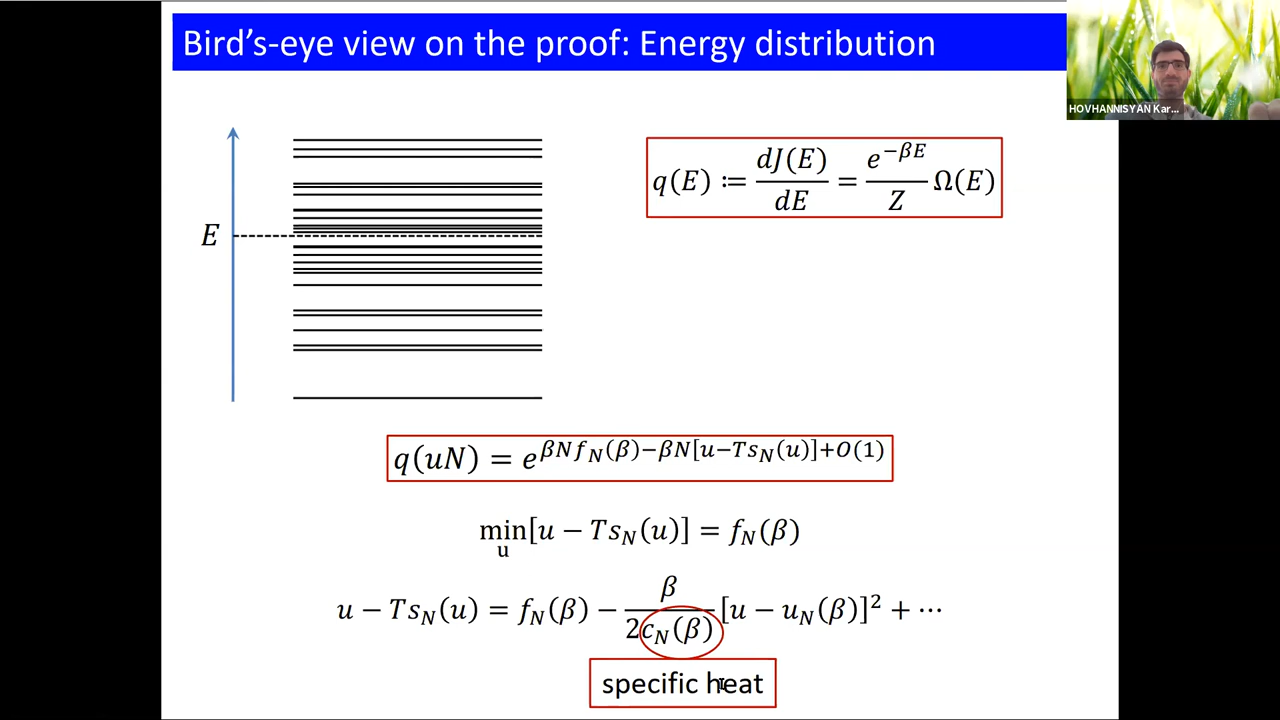 Bird's-eye view on the proof: Energy distribution
HOVHANNISYAN Kar...
E
q(E) ≔ dJ(E)/dE = e^{−βE}/Z Ω(E)
q(uN) = e^{βNf_N(β)−βN[u−Ts_N(u)]+O(1)}
min_u[u − Ts_N(u)] = f_N(β)
u − Ts_N(u) = f_N(β) − β/2c_N(β) [u − u_N(β)]² + ⋯
specific heat